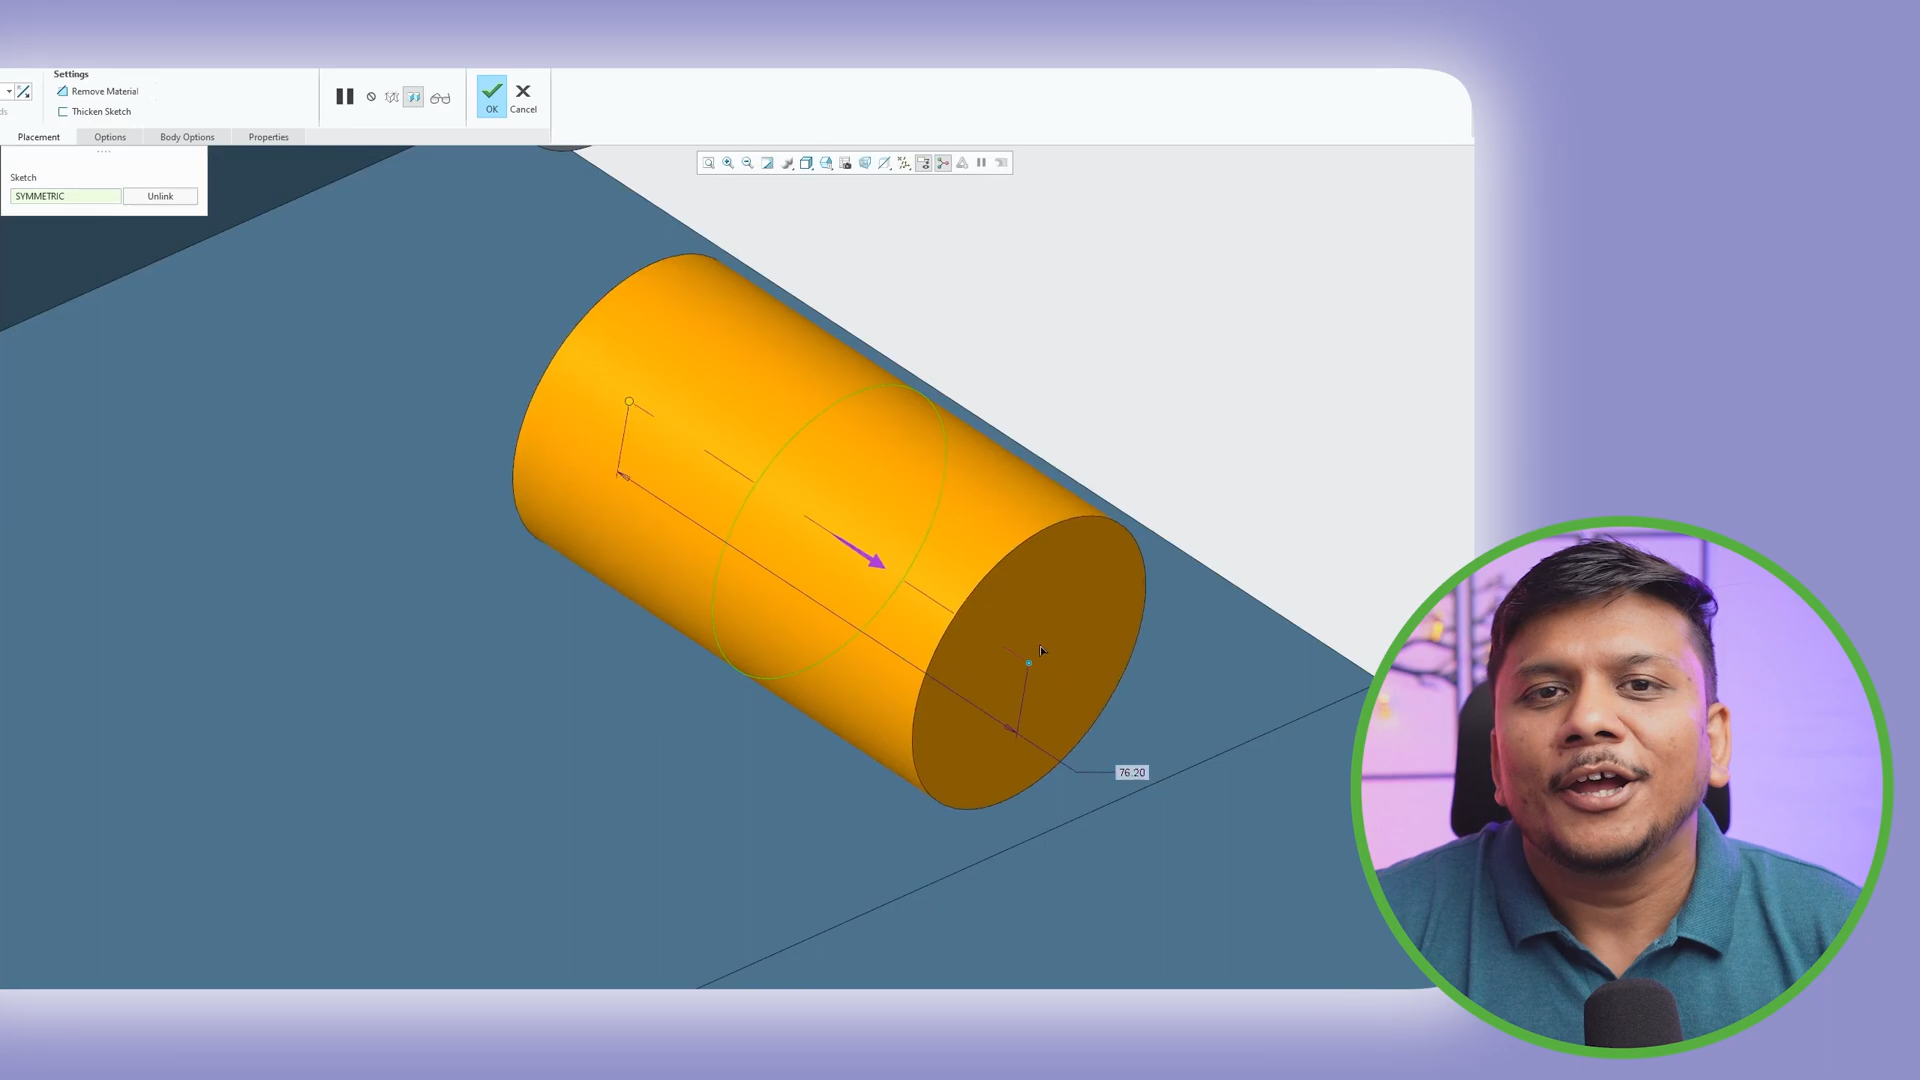 Settings
Remove Material
Thicken Sketch
OK
Cancel
Placement
Options
Body Options
Properties
Sketch
SYMMETRIC
Unlink
76.20